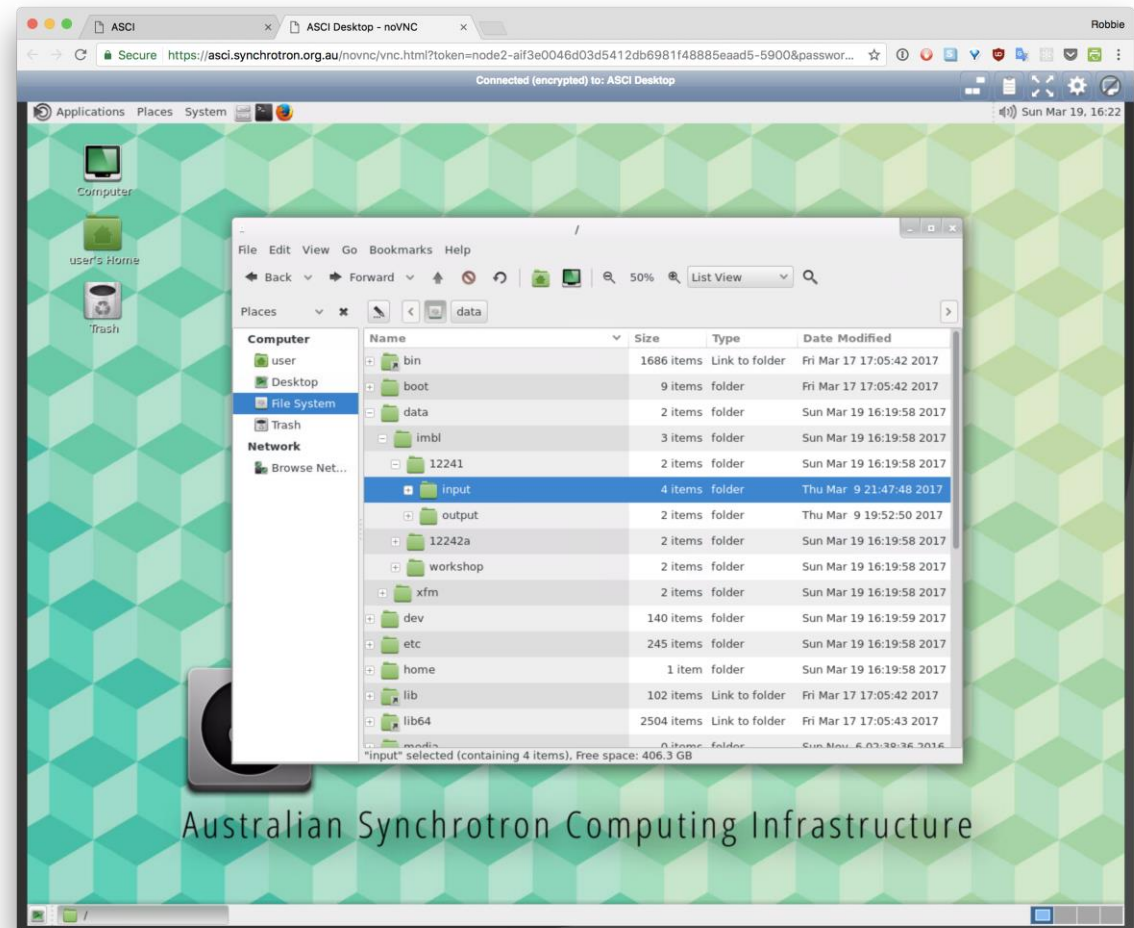 ASCI
ASCI Desktop - noVNC
Robbie
Secure https://asci.synchrotron.org.au/novnc/vnc.html?token=node2-aif3e0046d03d5412db6981f48885eaad5-5900&passwor...
Connected (encrypted) to: ASCI Desktop
Applications Places System
Sun Mar 19, 16:22
Computer
user's Home
Trash
/
File Edit View Go Bookmarks Help
Back Forward 50% List View
Places data
Computer
user
Desktop
File System
Trash
Network
Browse Net...
Name Size Type Date Modified
bin 1686 items Link to folder Fri Mar 17 17:05:42 2017
boot 9 items folder Fri Mar 17 17:05:42 2017
data 2 items folder Sun Mar 19 16:19:58 2017
imbl 3 items folder Sun Mar 19 16:19:58 2017
12241 2 items folder Sun Mar 19 16:19:58 2017
input 4 items folder Thu Mar 9 21:47:48 2017
output 2 items folder Thu Mar 9 19:52:50 2017
12242a 2 items folder Sun Mar 19 16:19:58 2017
workshop 2 items folder Sun Mar 19 16:19:58 2017
xfm 2 items folder Sun Mar 19 16:19:58 2017
dev 140 items folder Sun Mar 19 16:19:59 2017
etc 245 items folder Sun Mar 19 16:19:58 2017
home 1 item folder Sun Mar 19 16:19:58 2017
lib 102 items Link to folder Fri Mar 17 17:05:42 2017
lib64 2504 items Link to folder Fri Mar 17 17:05:43 2017
media 0 items folder Sun Nov 6 02:38:36 2016
"input" selected (containing 4 items), Free space: 406.3 GB
Australian Synchrotron Computing Infrastructure
/